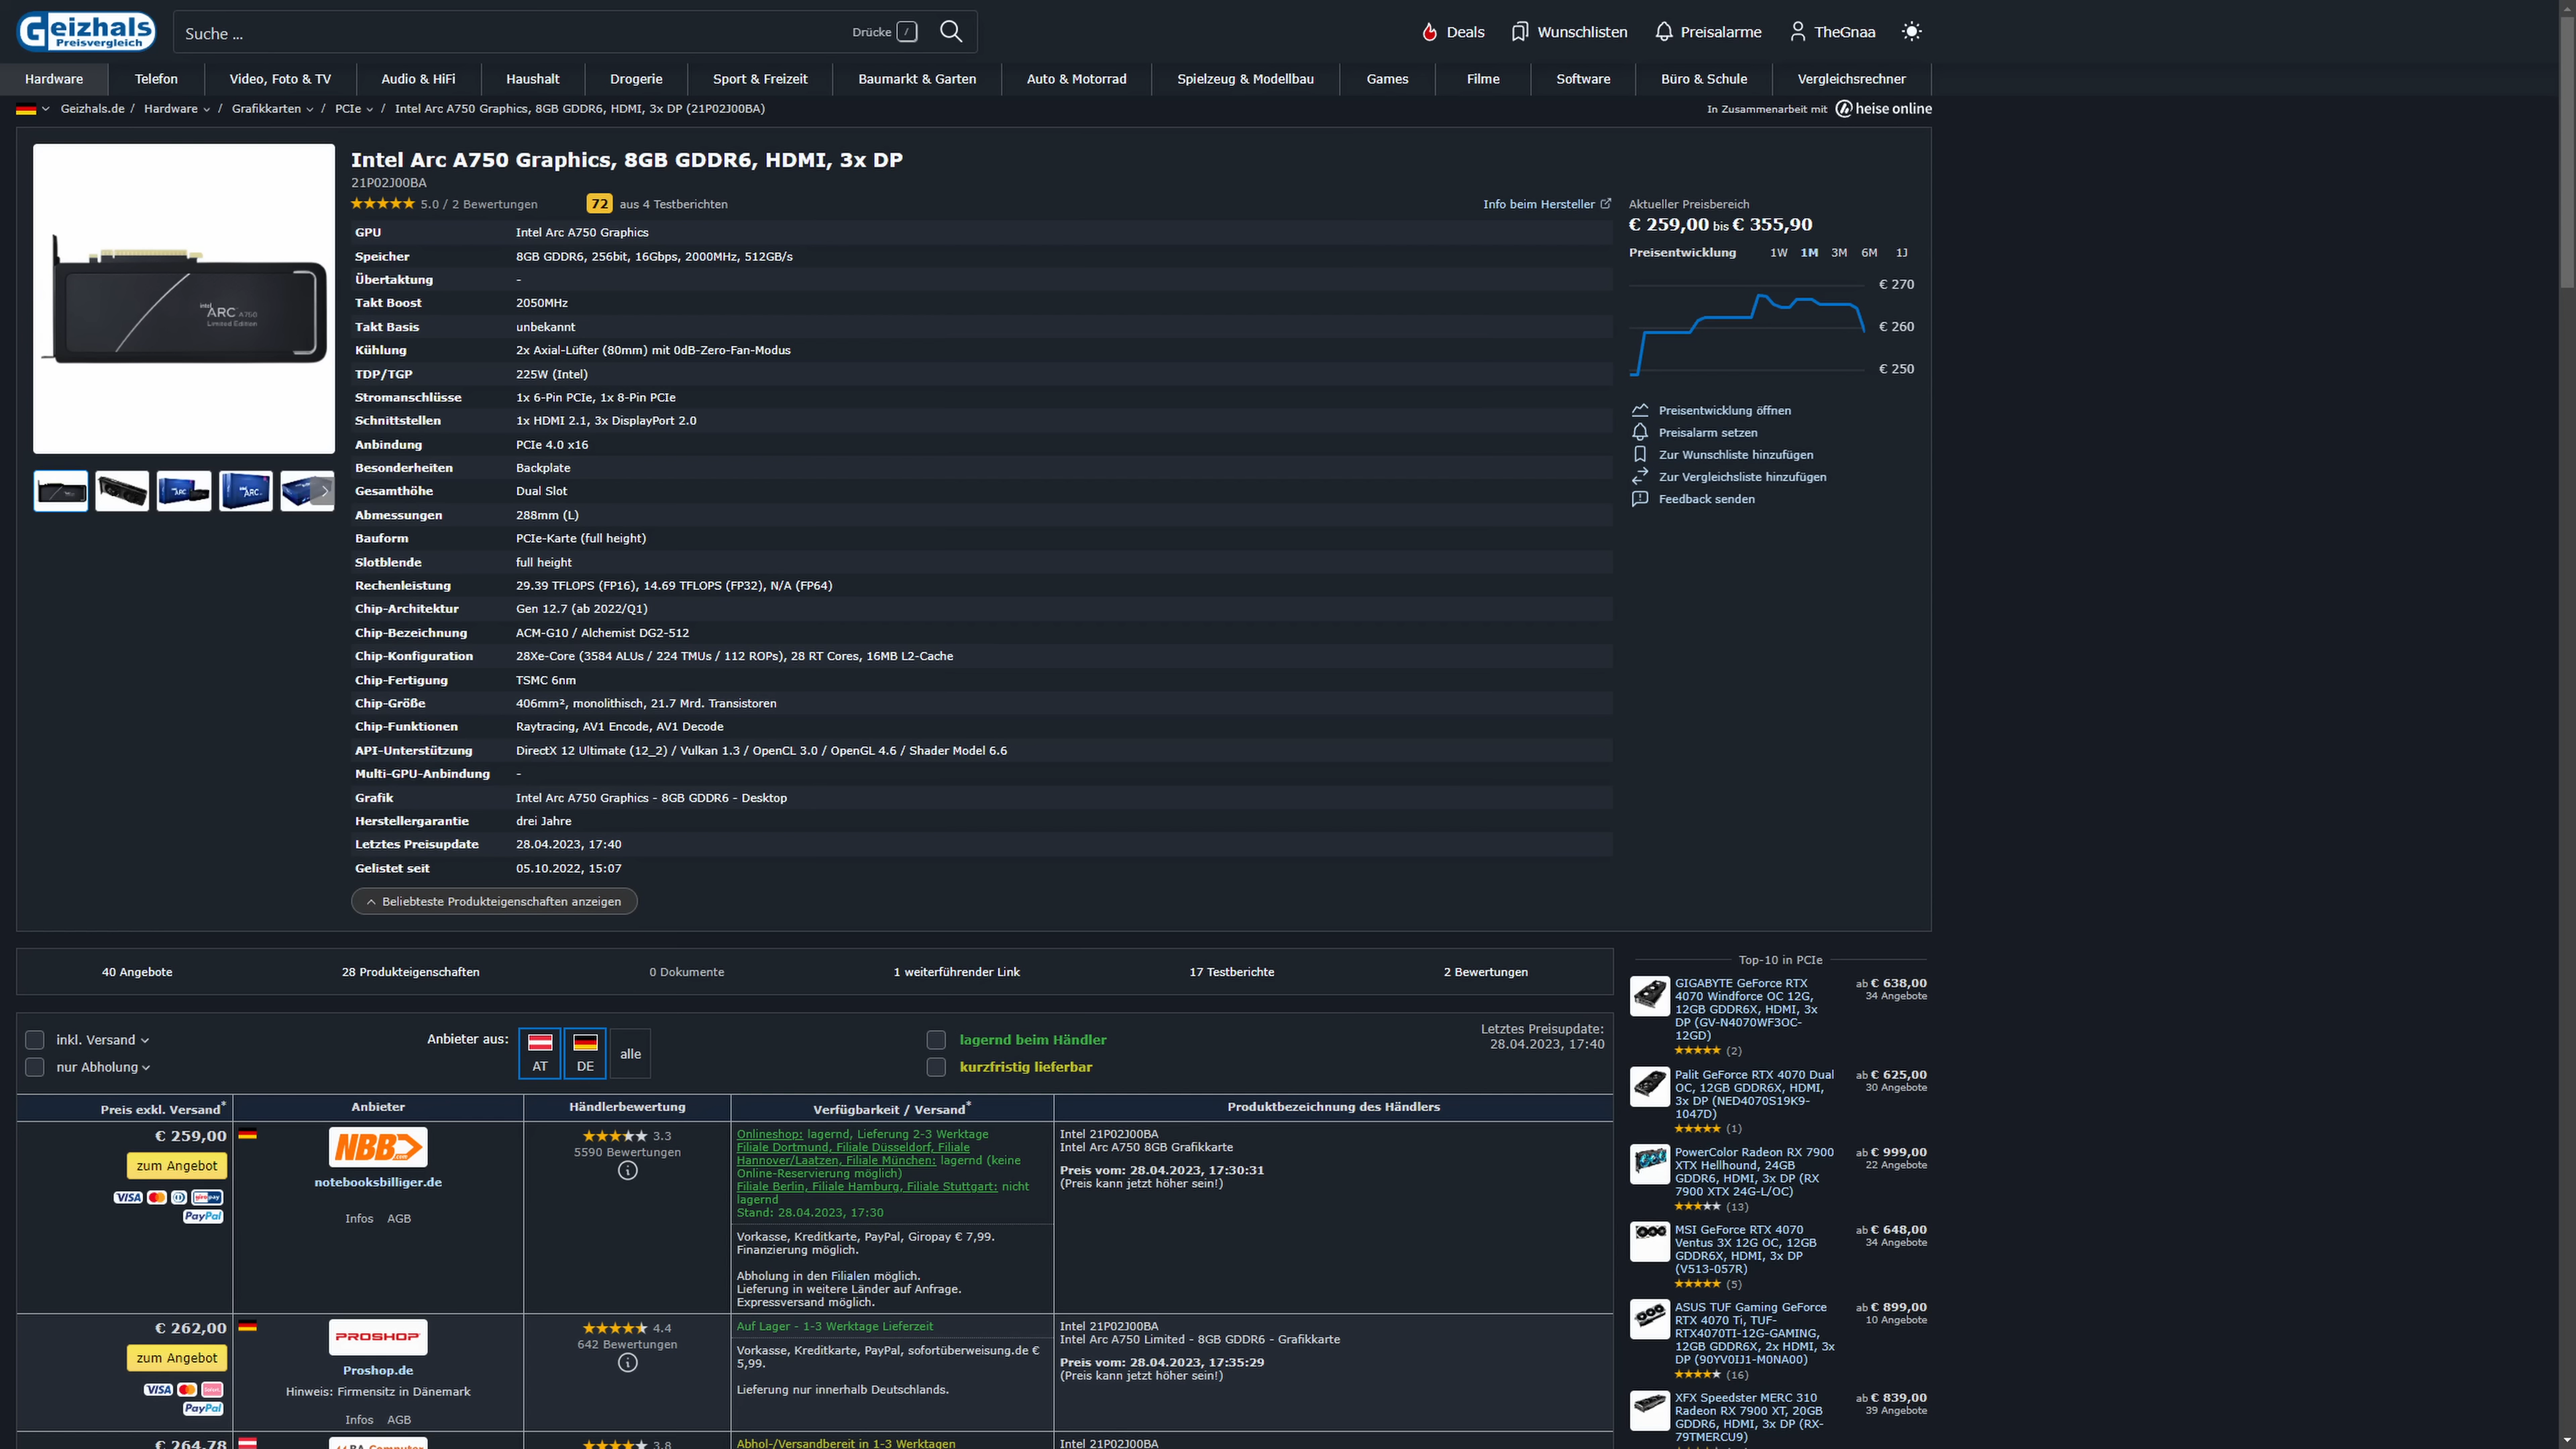 Geizhals
Preisvergleich
Suche ...
Drücke /
Deals
Wunschlisten
Preisalarme
TheGnaa
Hardware
Telefon
Video, Foto & TV
Audio & HiFi
Haushalt
Drogerie
Sport & Freizeit
Baumarkt & Garten
Auto & Motorrad
Spielzeug & Modellbau
Games
Filme
Software
Büro & Schule
Vergleichsrechner
Geizhals.de / Hardware / Grafikkarten / PCIe / Intel Arc A750 Graphics, 8GB GDDR6, HDMI, 3x DP (21P02J00BA)
In Zusammenarbeit mit heise online
Intel Arc A750 Graphics, 8GB GDDR6, HDMI, 3x DP
21P02J00BA
5.0 / 2 Bewertungen
72 aus 4 Testberichten
Info beim Hersteller
intel
ARC A750
Limited Edition
GPU Intel Arc A750 Graphics
Speicher 8GB GDDR6, 256bit, 16Gbps, 2000MHz, 512GB/s
Übertaktung -
Takt Boost 2050MHz
Takt Basis unbekannt
Kühlung 2x Axial-Lüfter (80mm) mit 0dB-Zero-Fan-Modus
TDP/TGP 225W (Intel)
Stromanschlüsse 1x 6-Pin PCIe, 1x 8-Pin PCIe
Schnittstellen 1x HDMI 2.1, 3x DisplayPort 2.0
Anbindung PCIe 4.0 x16
Besonderheiten Backplate
Gesamthöhe Dual Slot
Abmessungen 288mm (L)
Bauform PCIe-Karte (full height)
Slotblende full height
Rechenleistung 29.39 TFLOPS (FP16), 14.69 TFLOPS (FP32), N/A (FP64)
Chip-Architektur Gen 12.7 (ab 2022/Q1)
Chip-Bezeichnung ACM-G10 / Alchemist DG2-512
Chip-Konfiguration 28Xe-Core (3584 ALUs / 224 TMUs / 112 ROPs), 28 RT Cores, 16MB L2-Cache
Chip-Fertigung TSMC 6nm
Chip-Größe 406mm², monolithisch, 21.7 Mrd. Transistoren
Chip-Funktionen Raytracing, AV1 Encode, AV1 Decode
API-Unterstützung DirectX 12 Ultimate (12_2) / Vulkan 1.3 / OpenCL 3.0 / OpenGL 4.6 / Shader Model 6.6
Multi-GPU-Anbindung -
Grafik Intel Arc A750 Graphics - 8GB GDDR6 - Desktop
Herstellergarantie drei Jahre
Letztes Preisupdate 28.04.2023, 17:40
Gelistet seit 05.10.2022, 15:07
Beliebteste Produkteigenschaften anzeigen
Aktueller Preisbereich
€ 259,00 bis € 355,90
Preisentwicklung 1W 1M 3M 6M 1J
€ 270
€ 260
€ 250
Preisentwicklung öffnen
Preisalarm setzen
Zur Wunschliste hinzufügen
Zur Vergleichsliste hinzufügen
Feedback senden
40 Angebote
28 Produkteigenschaften
0 Dokumente
1 weiterführender Link
17 Testberichte
2 Bewertungen
inkl. Versand
nur Abholung
Anbieter aus:
AT
DE
alle
lagernd beim Händler
kurzfristig lieferbar
Letztes Preisupdate:
28.04.2023, 17:40
Preis exkl. Versand*
Anbieter
Händlerbewertung
Verfügbarkeit / Versand*
Produktbezeichnung des Händlers
€ 259,00
zum Angebot
VISA
PayPal
NBB.com
notebooksbilliger.de
Infos AGB
3.3
5590 Bewertungen
Onlineshop: lagernd, Lieferung 2-3 Werktage
Filiale Dortmund, Filiale Düsseldorf, Filiale
Hannover/Laatzen, Filiale München: lagernd (keine
Online-Reservierung möglich)
Filiale Berlin, Filiale Hamburg, Filiale Stuttgart: nicht
lagernd
Stand: 28.04.2023, 17:30
Vorkasse, Kreditkarte, PayPal, Giropay € 7,99.
Finanzierung möglich.
Abholung in den Filialen möglich.
Lieferung in weitere Länder auf Anfrage.
Expressversand möglich.
Intel 21P02J00BA
Intel Arc A750 8GB Grafikkarte
Preis vom: 28.04.2023, 17:30:31
(Preis kann jetzt höher sein!)
€ 262,00
zum Angebot
VISA
PayPal
PROSHOP
Proshop.de
Hinweis: Firmensitz in Dänemark
Infos AGB
4.4
642 Bewertungen
Auf Lager - 1-3 Werktage Lieferzeit
Vorkasse, Kreditkarte, PayPal, sofortüberweisung.de €
5,99.
Lieferung nur innerhalb Deutschlands.
Intel 21P02J00BA
Intel Arc A750 Limited - 8GB GDDR6 - Grafikkarte
Preis vom: 28.04.2023, 17:35:29
(Preis kann jetzt höher sein!)
€ 264,78
3.8
Abhol-/Versandbereit in 1-3 Werktagen
Intel 21P02J00BA
Top-10 in PCIe
GIGABYTE GeForce RTX
4070 Windforce OC 12G,
12GB GDDR6X, HDMI, 3x
DP (GV-N4070WF3OC-
12GD)
(2)
ab € 638,00
34 Angebote
Palit GeForce RTX 4070 Dual
OC, 12GB GDDR6X, HDMI,
3x DP (NED4070S19K9-
1047D)
(1)
ab € 625,00
30 Angebote
PowerColor Radeon RX 7900
XTX Hellhound, 24GB
GDDR6, HDMI, 3x DP (RX
7900 XTX 24G-L/OC)
(13)
ab € 999,00
22 Angebote
MSI GeForce RTX 4070
Ventus 3X 12G OC, 12GB
GDDR6X, HDMI, 3x DP
(V513-057R)
(5)
ab € 648,00
34 Angebote
ASUS TUF Gaming GeForce
RTX 4070 Ti, TUF-
RTX4070TI-12G-GAMING,
12GB GDDR6X, 2x HDMI, 3x
DP (90YV0IJ1-M0NA00)
(16)
ab € 899,00
10 Angebote
XFX Speedster MERC 310
Radeon RX 7900 XT, 20GB
GDDR6, HDMI, 3x DP (RX-
79TMERCU9)
ab € 839,00
39 Angebote